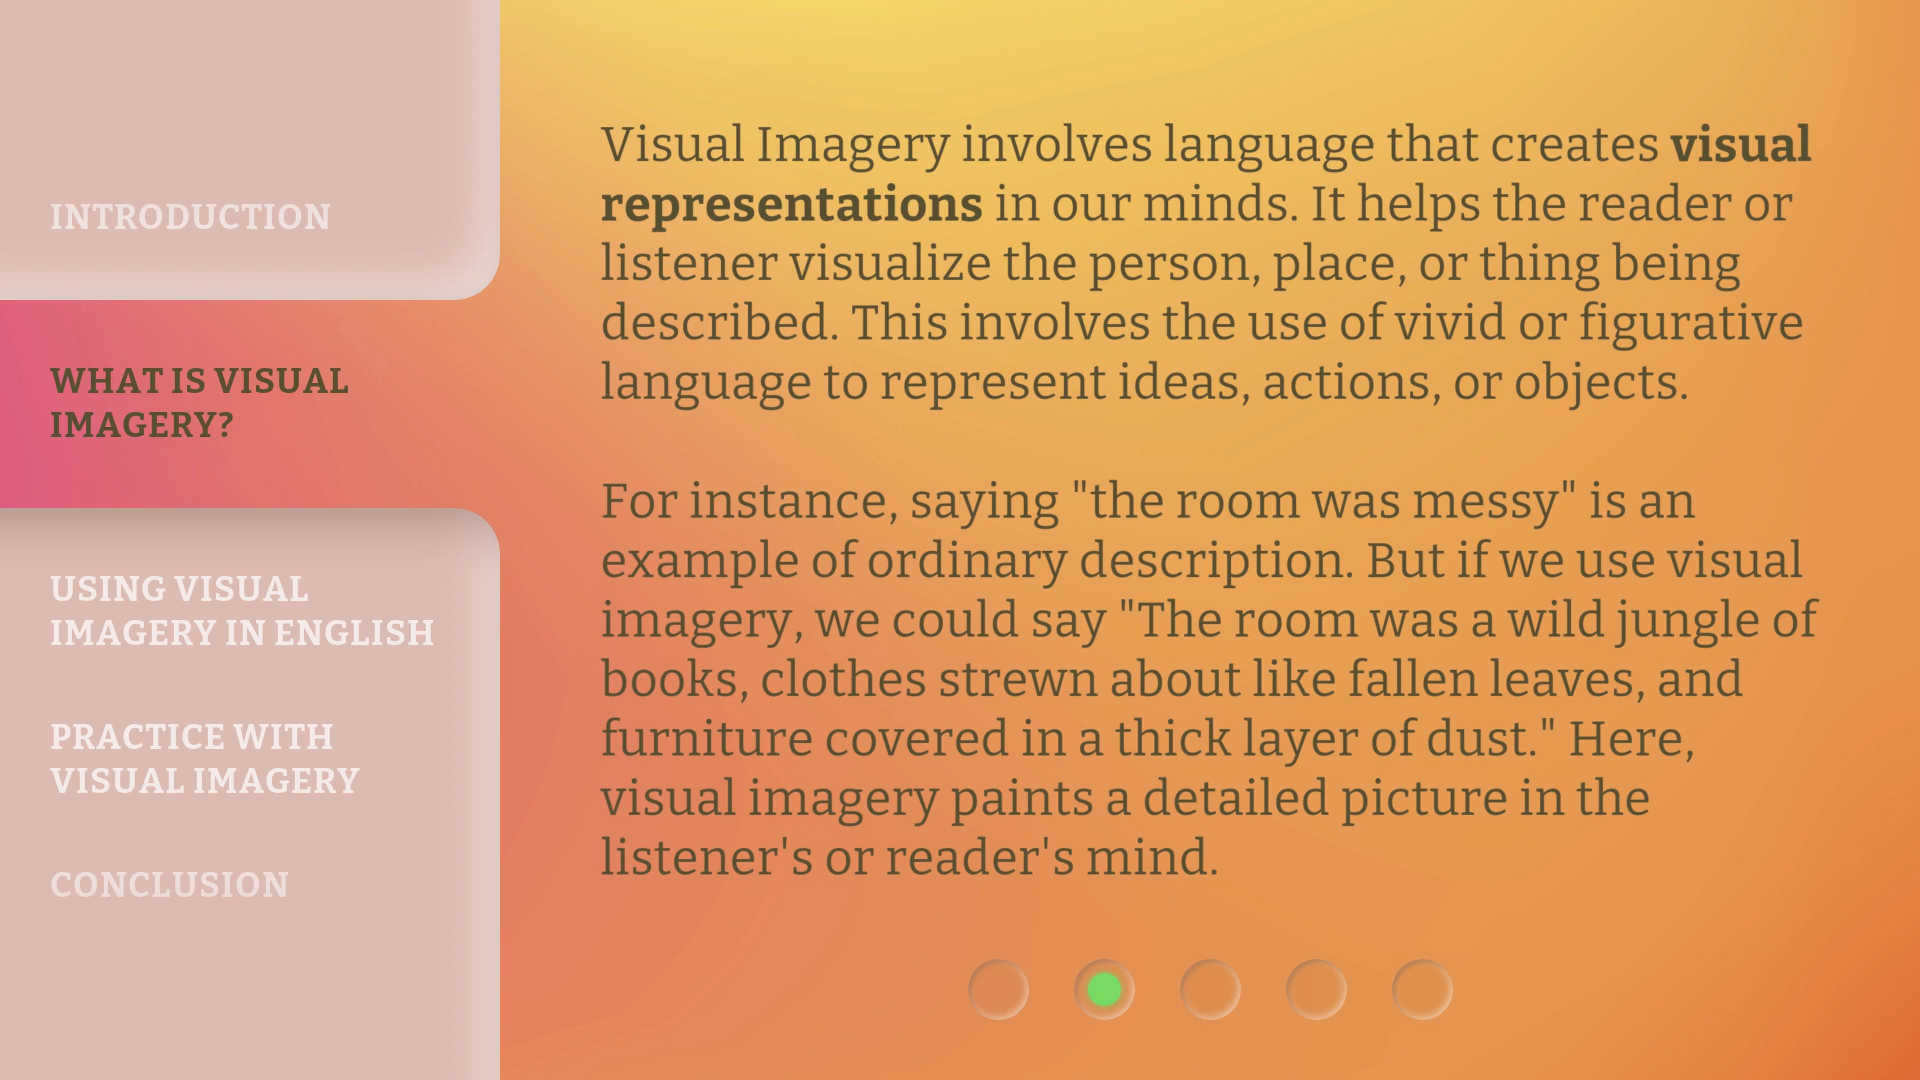 INTRODUCTION
WHAT IS VISUAL
IMAGERY?
USING VISUAL
IMAGERY IN ENGLISH
PRACTICE WITH
VISUAL IMAGERY
CONCLUSION
Visual Imagery involves language that creates visual
representations in our minds. It helps the reader or
listener visualize the person, place, or thing being
described. This involves the use of vivid or figurative
language to represent ideas, actions, or objects.
For instance, saying "the room was messy" is an
example of ordinary description. But if we use visual
imagery, we could say "The room was a wild jungle of
books, clothes strewn about like fallen leaves, and
furniture covered in a thick layer of dust." Here,
visual imagery paints a detailed picture in the
listener's or reader's mind.